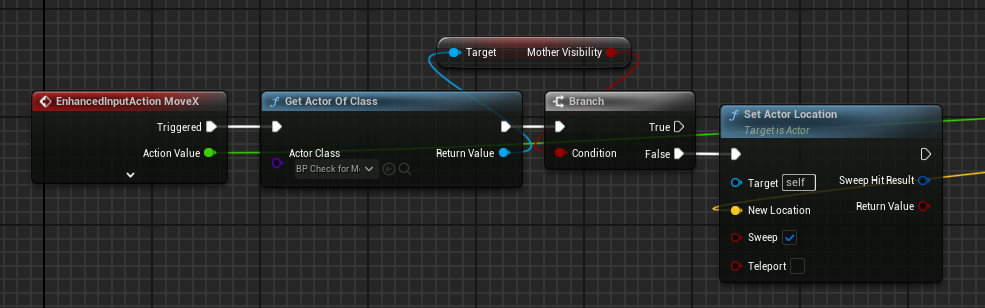 Target Mother Visibility
EnhancedInputAction MoveX
Triggered
Action Value
Get Actor Of Class
Actor Class
BP Check for M
Return Value
Branch
True
Condition False
Set Actor Location
Target is Actor
Target self Sweep Hit Result
New Location Return Value
Sweep
Teleport